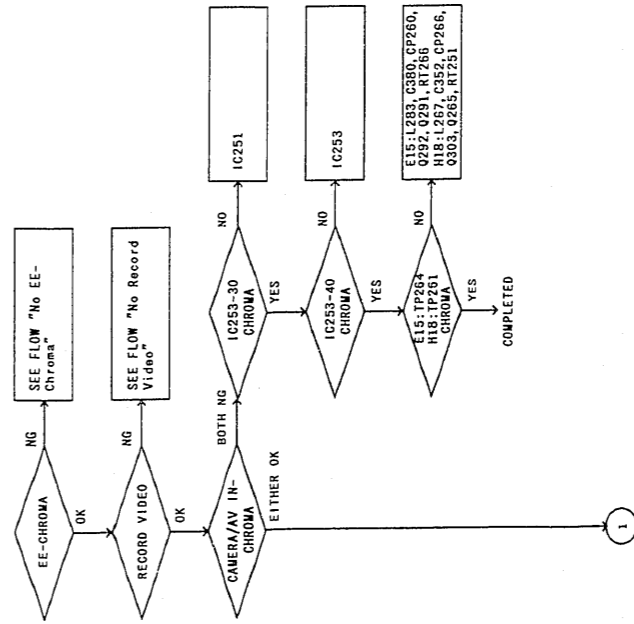 EE-CHROMA
NG
SEE FLOW "No EE-
Chroma"
OK
RECORD VIDEO
NG
SEE FLOW "No Record
Video"
OK
CAMERA/AV IN-
CHROMA
BOTH NG
EITHER OK
1
IC253-30
CHROMA
NO
IC251
YES
IC253-40
CHROMA
NO
IC253
YES
E15:TP264
H18:TP261
CHROMA
NO
E15:L283, C380, CP260,
Q292, Q291, RT266
H18:L267, C352, CP266,
Q303, Q265, RT251
YES
COMPLETED